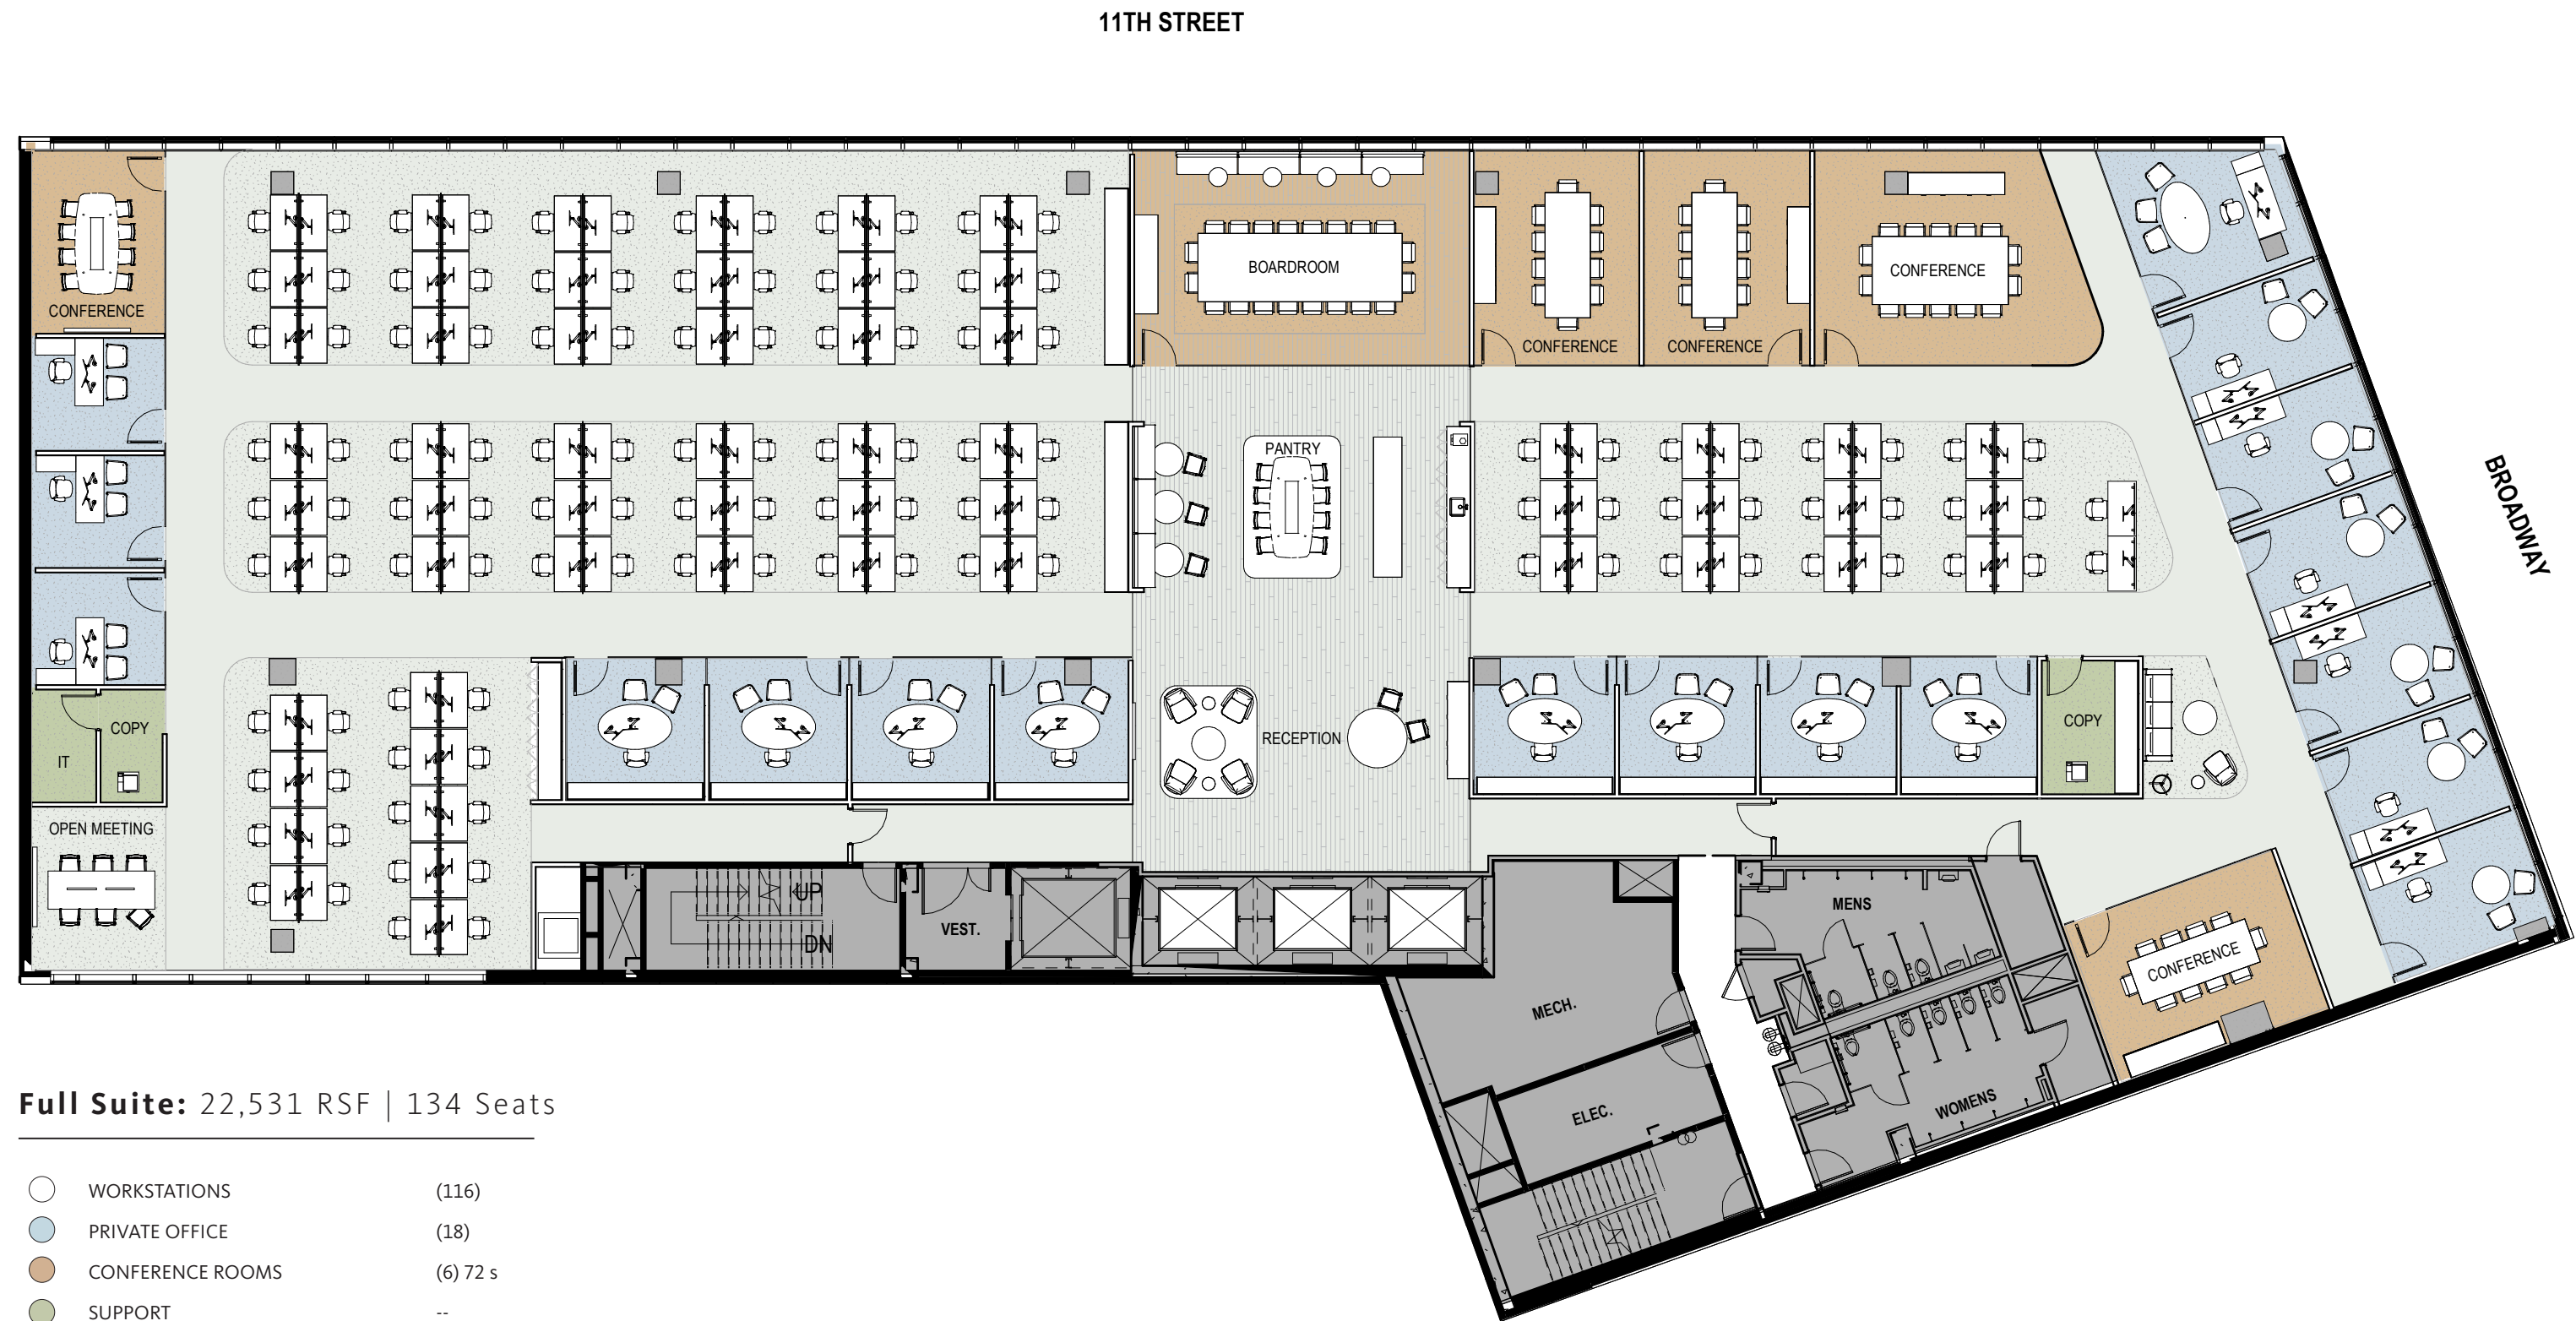 11TH STREET
CONFERENCE
BOARDROOM
CONFERENCE
CONFERENCE
CONFERENCE
PANTRY
BROADWAY
COPY
IT
RECEPTION
COPY
OPEN MEETING
UP
DN
VEST.
MENS
CONFERENCE
MECH.
ELEC.
WOMENS
Full Suite: 22,531 RSF | 134 Seats
WORKSTATIONS (116)
PRIVATE OFFICE (18)
CONFERENCE ROOMS (6) 72 s
SUPPORT --